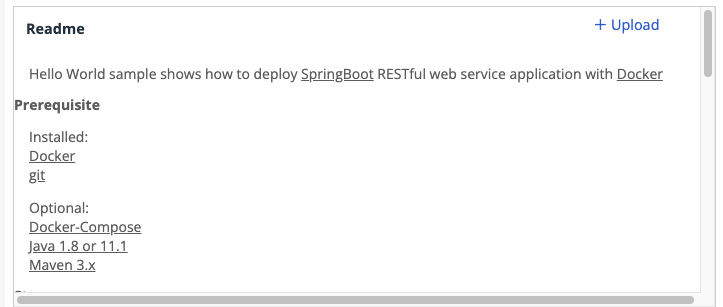 Readme
+ Upload
Hello World sample shows how to deploy SpringBoot RESTful web service application with Docker
Prerequisite
Installed:
Docker
git
Optional:
Docker-Compose
Java 1.8 or 11.1
Maven 3.x